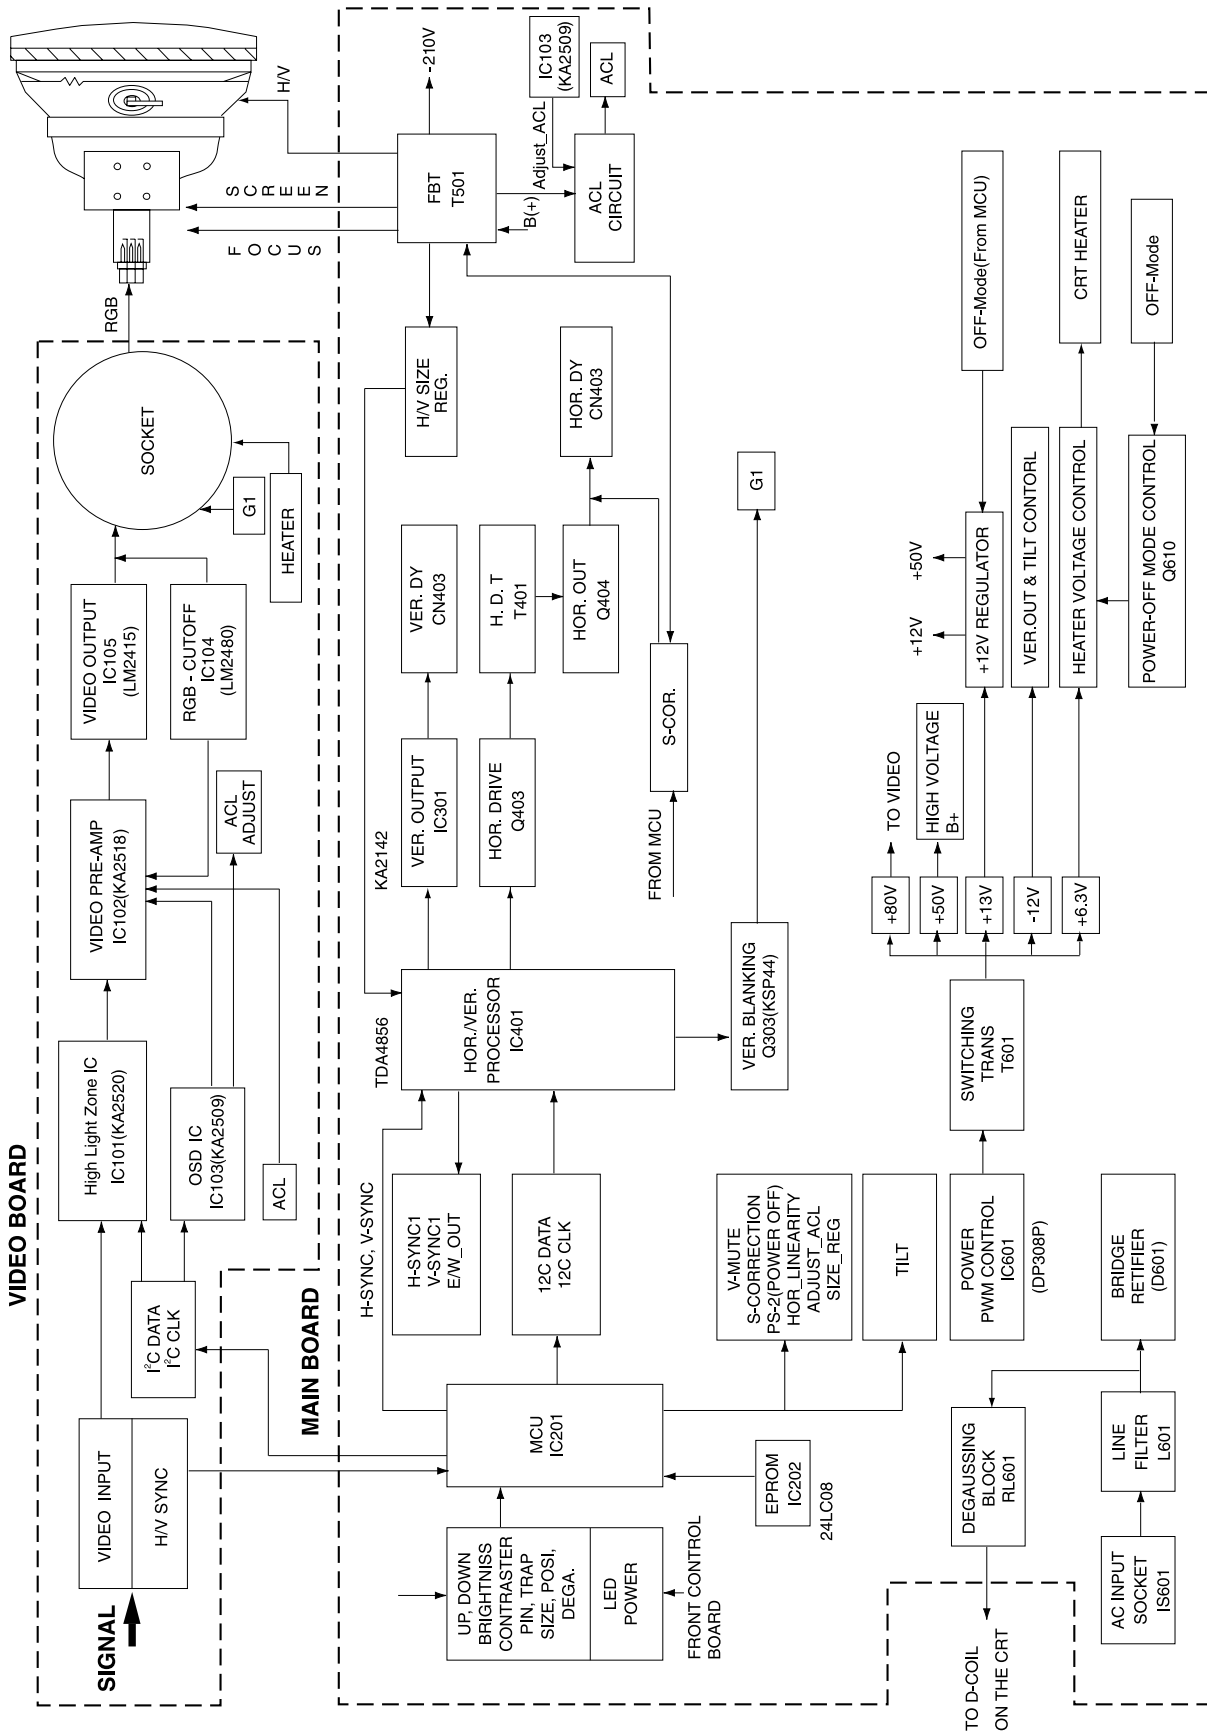 VIDEO BOARD
SIGNAL
VIDEO INPUT
H/V SYNC
I²C DATA
I²C CLK
High Light Zone IC
IC101(KA2520)
OSD IC
IC103(KA2509)
ACL
VIDEO PRE-AMP
IC102(KA2518)
ACL
ADJUST
VIDEO OUTPUT
IC105
(LM2415)
RGB - CUTOFF
IC104
(LM2480)
SOCKET
G1
HEATER
RGB
FOCUS
SCREEN
H/V
MAIN BOARD
UP, DOWN
BRIGHTNISS
CONTRASTER
PIN, TRAP
SIZE, POSI,
DEGA.
LED
POWER
FRONT CONTROL
BOARD
MCU
IC201
EPROM
IC202
24LC08
H-SYNC, V-SYNC
H-SYNC1
V-SYNC1
E/W_OUT
12C DATA
12C CLK
V-MUTE
S-CORRECTION
PS-2(POWER OFF)
HOR_LINEARITY
ADJUST_ACL
SIZE_REG
TILT
TDA4856
HOR./VER.
PROCESSOR
IC401
VER. BLANKING
Q303(KSP44)
G1
KA2142
VER. OUTPUT
IC301
HOR. DRIVE
Q403
VER. DY
CN403
H. D. T
T401
HOR. OUT
Q404
HOR. DY
CN403
FROM MCU
S-COR.
H/V SIZE
REG.
FBT
T501
-210V
B(+)
Adjust_ACL
IC103
(KA2509)
ACL
CIRCUIT
ACL
TO D-COIL
ON THE CRT
DEGAUSSING
BLOCK
RL601
AC INPUT
SOCKET
IS601
LINE
FILTER
L601
BRIDGE
RETIFIER
(D601)
POWER
PWM CONTROL
IC601
(DP308P)
SWITCHING
TRANS
T601
+80V
+50V
+13V
-12V
+6.3V
TO VIDEO
HIGH VOLTAGE
B+
+12V
+50V
+12V REGULATOR
OFF-Mode(From MCU)
VER.OUT & TILT CONTORL
HEATER VOLTAGE CONTROL
CRT HEATER
POWER-OFF MODE CONTROL
Q610
OFF-Mode